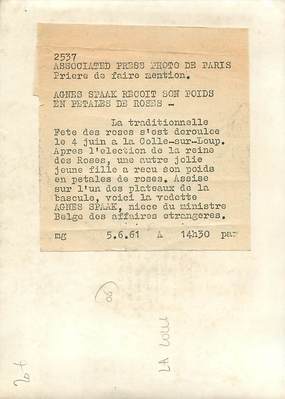 2537
ASSOCIATED PRESS PHOTO DE PARIS
Priere de faire mention.
AGNES SPAAK RECOIT SON POIDS
EN PETALES DE ROSES -
La traditionnelle
Fete des roses s'est deroulee
le 4 juin a la Colle-sur-Loup.
Apres l'election de la reine
des Roses, une autre jolie
jeune fille a recu son poids
en petales de roses. Assise
sur l'un des plateaux de la
bascule, voici la vedette
AGNES SPAAK, niece du ministre
Belge des affaires etrangeres.
mg 5.6.61 A 14h30 par
LA COLLE